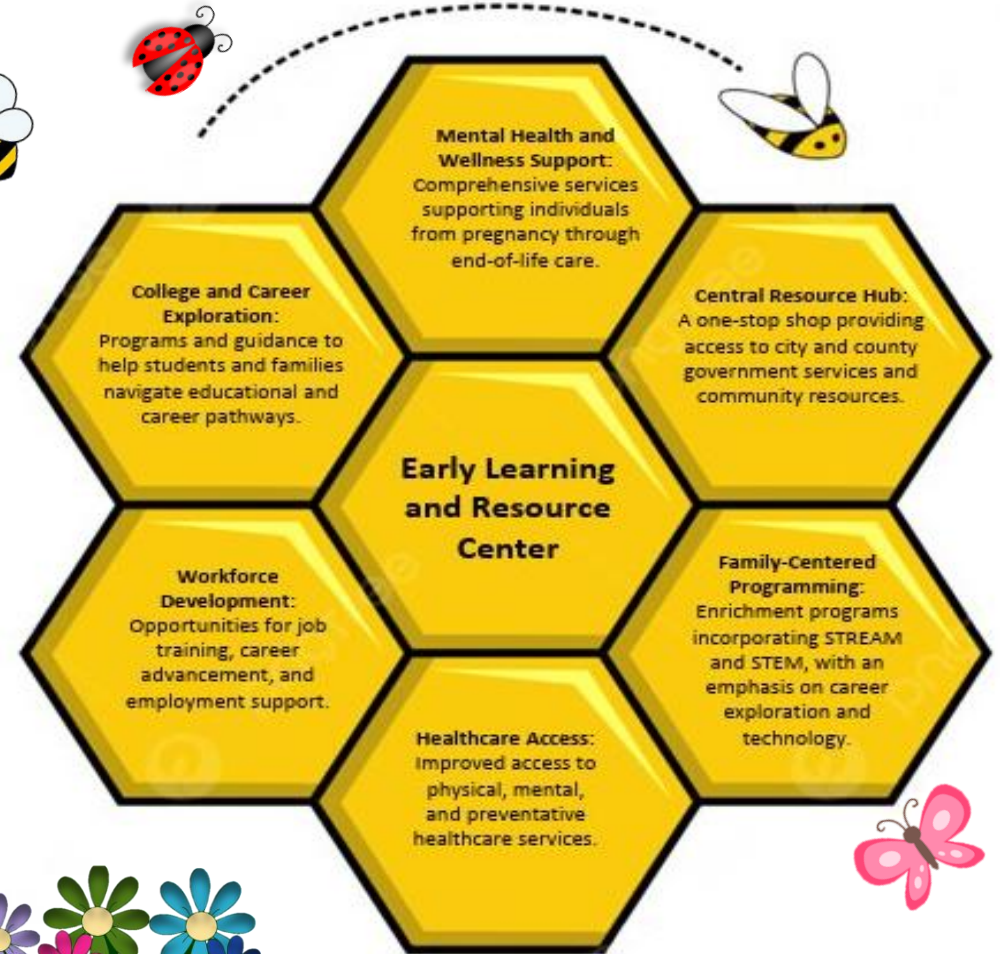 Mental Health and
Wellness Support:
Comprehensive services
supporting individuals
from pregnancy through
end-of-life care.
College and Career
Exploration:
Programs and guidance to
help students and families
navigate educational and
career pathways.
Central Resource Hub:
A one-stop shop providing
access to city and county
government services and
community resources.
Early Learning
and Resource
Center
Workforce
Development:
Opportunities for job
training, career
advancement, and
employment support.
Family-Centered
Programming:
Enrichment programs
incorporating STREAM
and STEM, with an
emphasis on career
exploration and
technology.
Healthcare Access:
Improved access to
physical, mental,
and preventative
healthcare services.